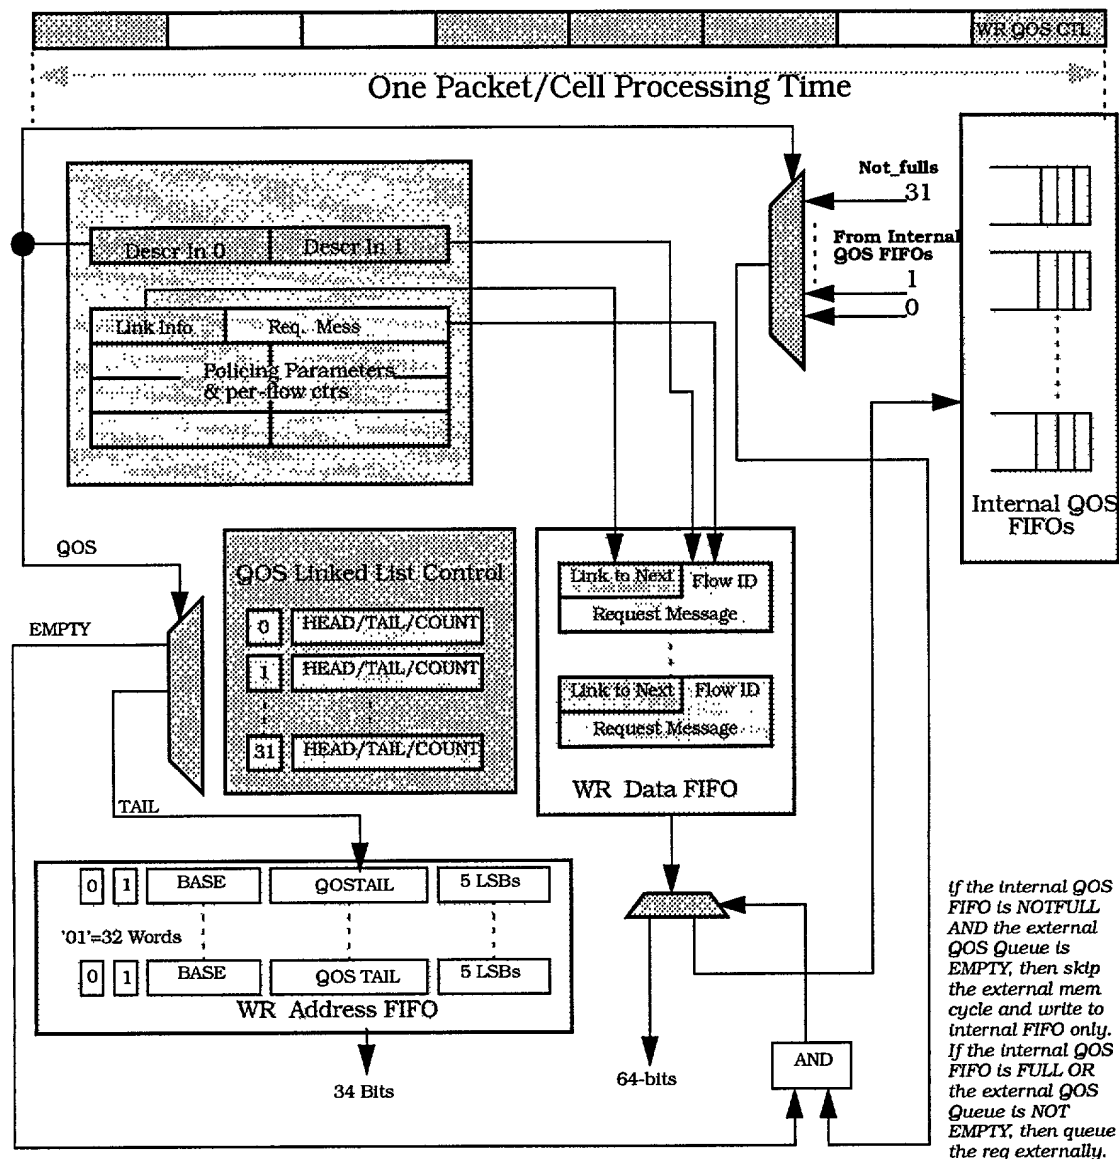 WR QOS CTL
One Packet/Cell Processing Time
Not_fulls
31
From Internal
QOS FIFOs
1
0
Descr In 0
Descr In 1
Link Info
Req. Mess
Policing Parameters
& per-flow ctrs
Internal QOS
FIFOs
QOS
EMPTY
TAIL
QOS Linked List Control
0 HEAD/TAIL/COUNT
1 HEAD/TAIL/COUNT
31 HEAD/TAIL/COUNT
Link to Next Flow ID
Request Message
Link to Next Flow ID
Request Message
WR Data FIFO
0 1 BASE QOSTAIL 5 LSBs
'01'=32 Words
0 1 BASE QOS TAIL 5 LSBs
WR Address FIFO
34 Bits
64-bits
AND
if the internal QOS
FIFO is NOTFULL
AND the external
QOS Queue is
EMPTY, then skip
the external mem
cycle and write to
internal FIFO only.
If the internal QOS
FIFO is FULL OR
the external QOS
Queue is NOT
EMPTY, then queue
the req externally.